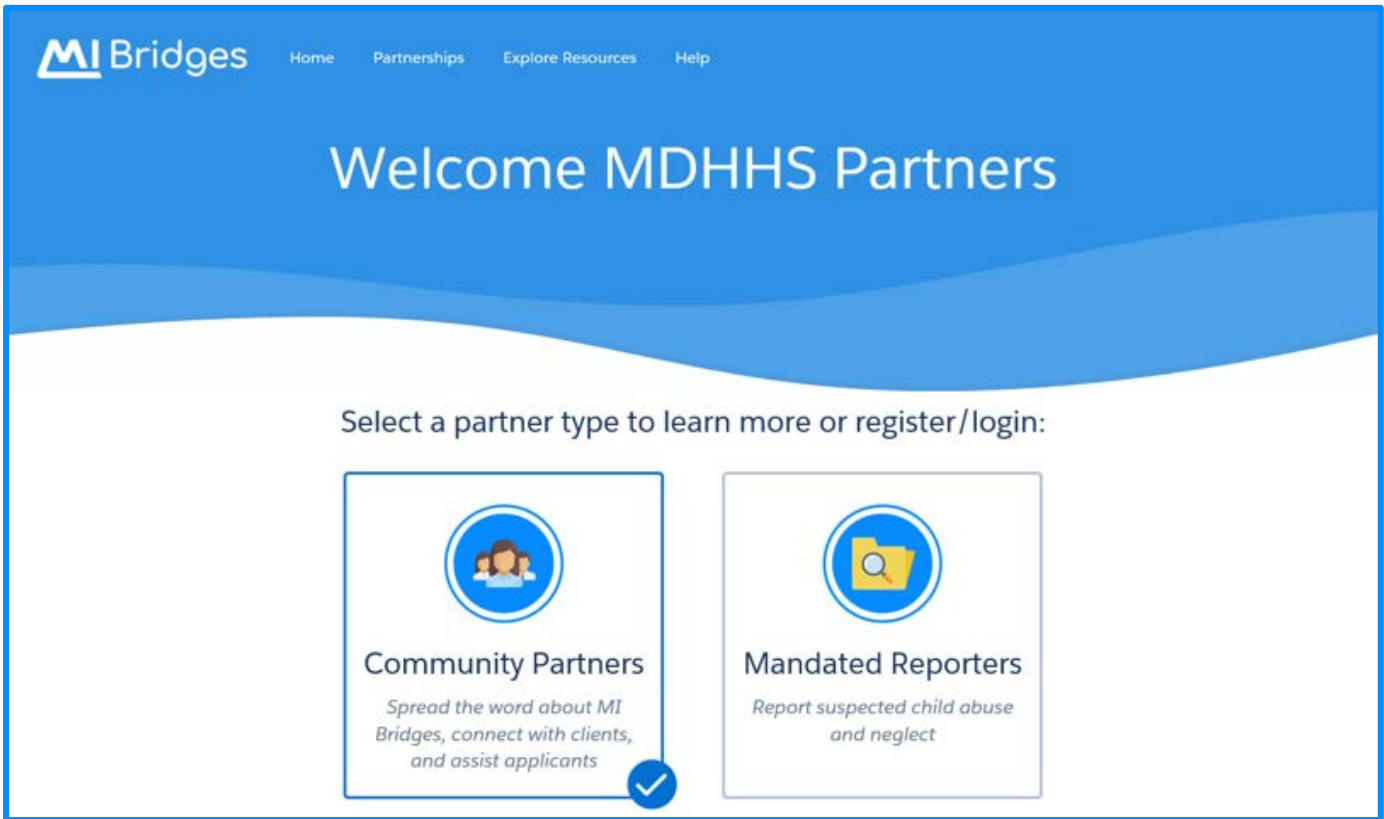 MI Bridges
Home Partnerships Explore Resources Help
Welcome MDHHS Partners
Select a partner type to learn more or register/login:
Community Partners
Spread the word about MI
Bridges, connect with clients,
and assist applicants
Mandated Reporters
Report suspected child abuse
and neglect